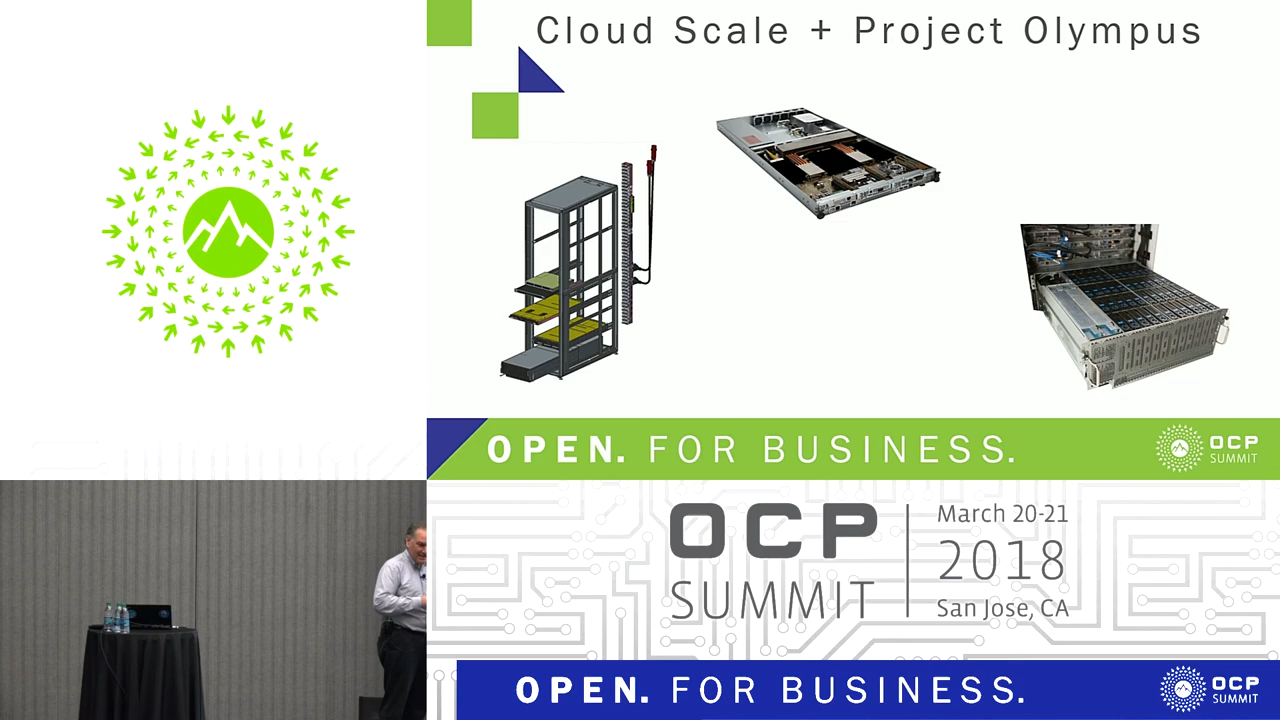 Cloud Scale + Project Olympus
OPEN. FOR BUSINESS.
OCP
SUMMIT
OCP
SUMMIT
March 20-21
2018
San Jose, CA
OPEN. FOR BUSINESS.
OCP
SUMMIT